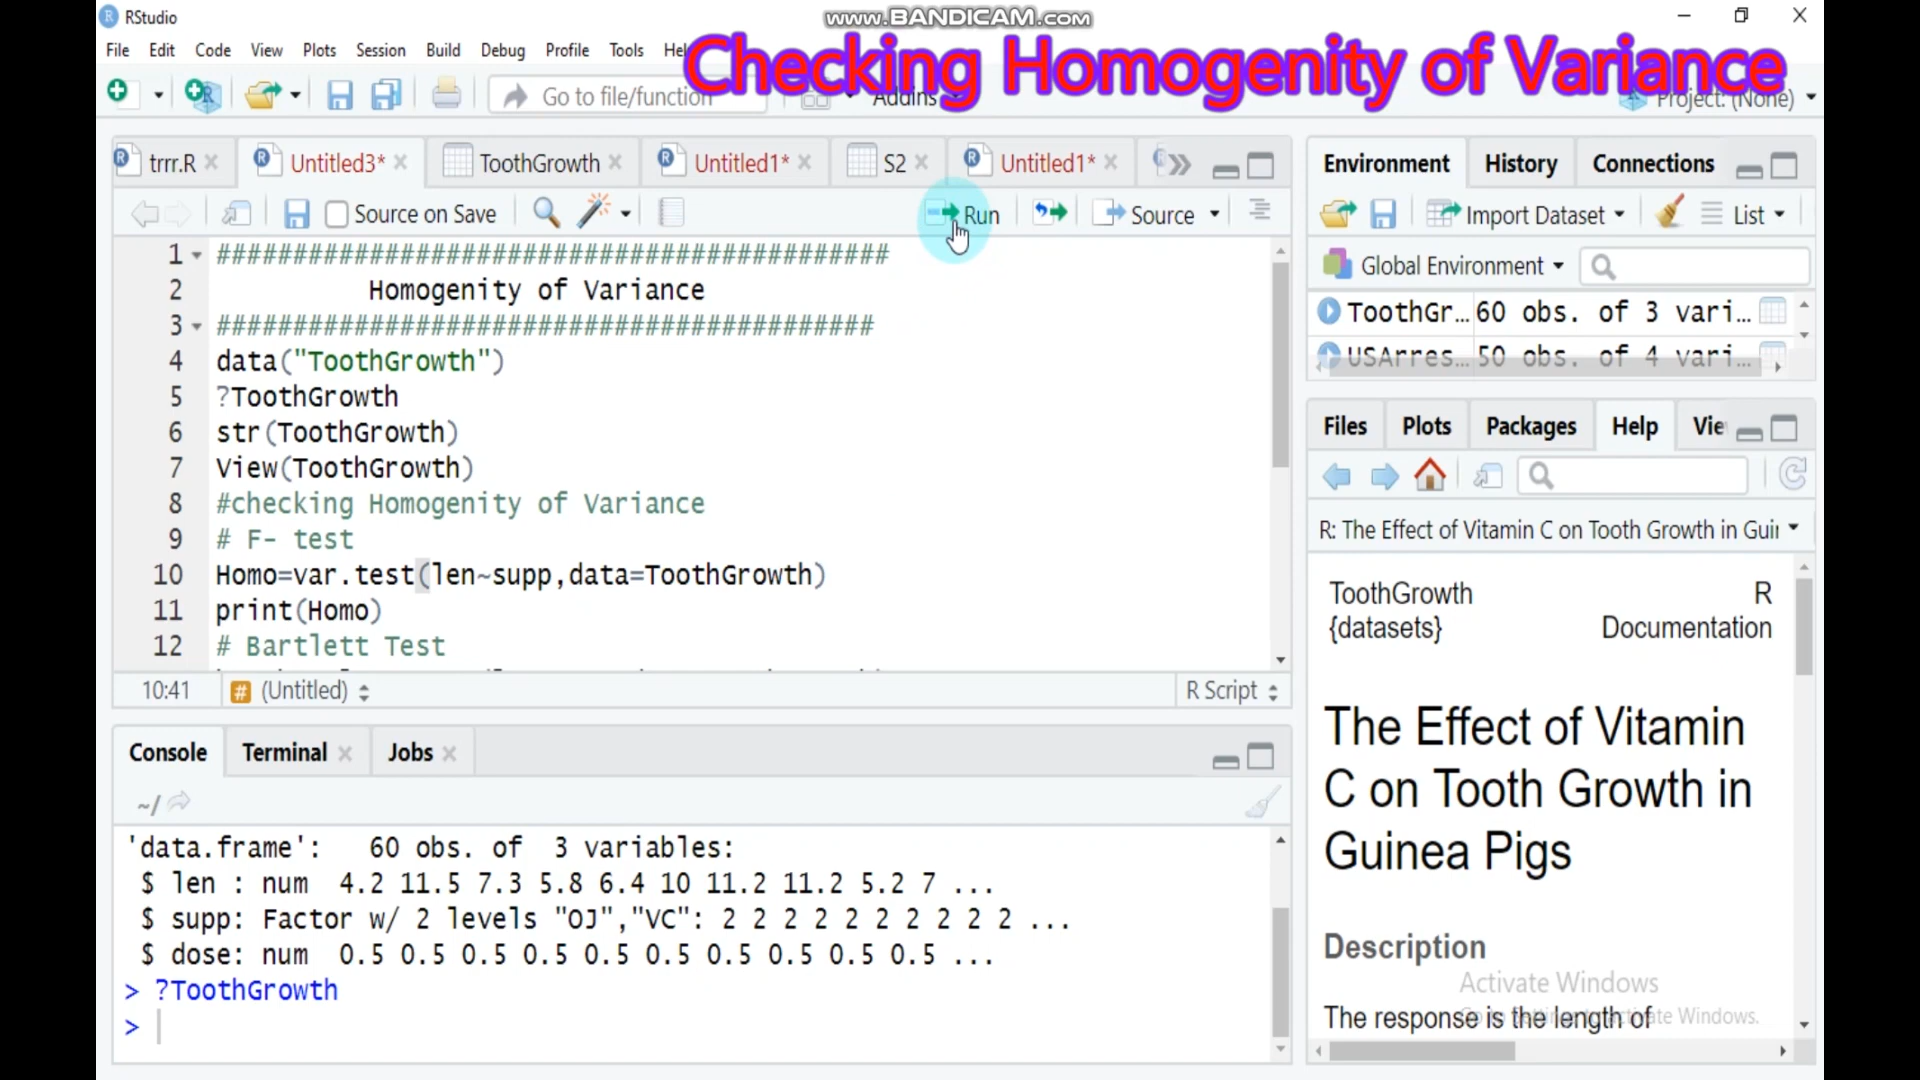 RStudio
www.BANDICAM.com
File Edit Code View Plots Session Build Debug Profile Tools Hel
Checking Homogenity of Variance
Go to file/function
Addins
Project: (None)
trrr.R
Untitled3*
ToothGrowth
Untitled1*
S2
Untitled1*
Source on Save
Run
Source
1 ############################################
2 Homogenity of Variance
3 ###########################################
4 data("ToothGrowth")
5 ?ToothGrowth
6 str(ToothGrowth)
7 View(ToothGrowth)
8 #checking Homogenity of Variance
9 # F- test
10 Homo=var.test(len~supp,data=ToothGrowth)
11 print(Homo)
12 # Bartlett Test
10:41
# (Untitled)
R Script
Console Terminal Jobs
~/
'data.frame': 60 obs. of 3 variables:
$ len : num 4.2 11.5 7.3 5.8 6.4 10 11.2 11.2 5.2 7 ...
$ supp: Factor w/ 2 levels "OJ","VC": 2 2 2 2 2 2 2 2 2 2 ...
$ dose: num 0.5 0.5 0.5 0.5 0.5 0.5 0.5 0.5 0.5 0.5 ...
> ?ToothGrowth
>
Environment History Connections
Import Dataset
List
Global Environment
ToothGr... 60 obs. of 3 vari...
USArres... 50 obs. of 4 vari...
Files Plots Packages Help Vie
R: The Effect of Vitamin C on Tooth Growth in Gui
ToothGrowth R
{datasets} Documentation
The Effect of Vitamin
C on Tooth Growth in
Guinea Pigs
Description
Activate Windows
The response is the length of
Go to Settings to activate Windows.